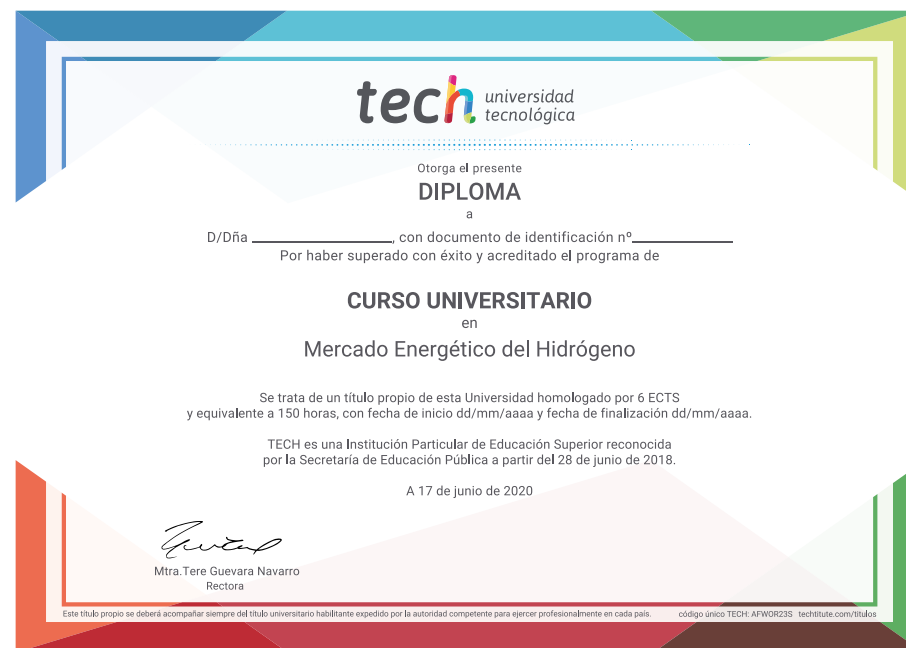 tech universidad
tecnológica
Otorga el presente
DIPLOMA
a
D/Dña ____________________, con documento de identificación nº______________
Por haber superado con éxito y acreditado el programa de
CURSO UNIVERSITARIO
en
Mercado Energético del Hidrógeno
Se trata de un título propio de esta Universidad homologado por 6 ECTS
y equivalente a 150 horas, con fecha de inicio dd/mm/aaaa y fecha de finalización dd/mm/aaaa.
TECH es una Institución Particular de Educación Superior reconocida
por la Secretaría de Educación Pública a partir del 28 de junio de 2018.
A 17 de junio de 2020
Mtra.Tere Guevara Navarro
Rectora
Este título propio se deberá acompañar siempre del título universitario habilitante expedido por la autoridad competente para ejercer profesionalmente en cada país. código único TECH: AFWOR23S techtitute.com/titulos